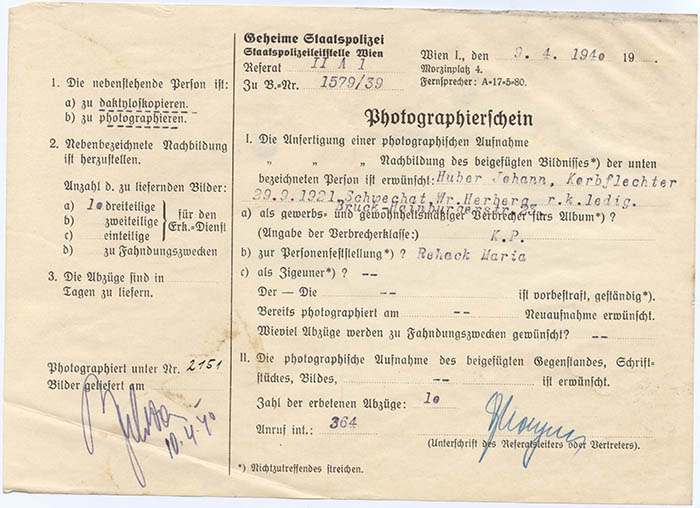 Geheime Staatspolizei
Staatspolizeileitstelle Wien
Referat II A 1
Zu B.-Nr. 1579/39
Wien I., den 9. 4. 1940 19
Morzinplatz 4.
Fernsprecher: A-17-5-80.
1. Die nebenstehende Person ist:
a) zu daktyloskopieren.
b) zu photographieren.
2. Nebenbezeichnete Nachbildung
ist herzustellen.
Anzahl d. zu liefernden Bilder:
a) 1o dreiteilige
b) zweiteilige
c) einteilige
für den
Erk.-Dienst
d) zu Fahndungszwecken
3. Die Abzüge sind in
Tagen zu liefern.
Photographiert unter Nr. 2151
Bilder geliefert am
10.4.40
Photographierschein
I. Die Anfertigung einer photographischen Aufnahme
„ „ „ Nachbildung des beigefügten Bildnisses*) der unten
bezeichneten Person ist erwünscht: Huber Johann, Korbflechter
29.9.1921, Schwechat, Wr. Herberg, r.k. ledig.
a) als gewerbs- und gewohnheitsmäßiger Verbrecher fürs Album*) ?
(Angabe der Verbrecherklasse:) K.P.
b) zur Personenfeststellung*) ? Rehack Maria
c) als Zigeuner*) ? --
Der — Die -- ist vorbestraft, geständig*).
Bereits photographiert am -- Neuaufnahme erwünscht.
Wieviel Abzüge werden zu Fahndungszwecken gewünscht? --
II. Die photographische Aufnahme des beigefügten Gegenstandes, Schrift-
stückes, Bildes, -- ist erwünscht.
Zahl der erbetenen Abzüge: 1o
Anruf int.: 364
(Unterschrift des Referatsleiters oder Vertreters).
*) Nichtzutreffendes streichen.